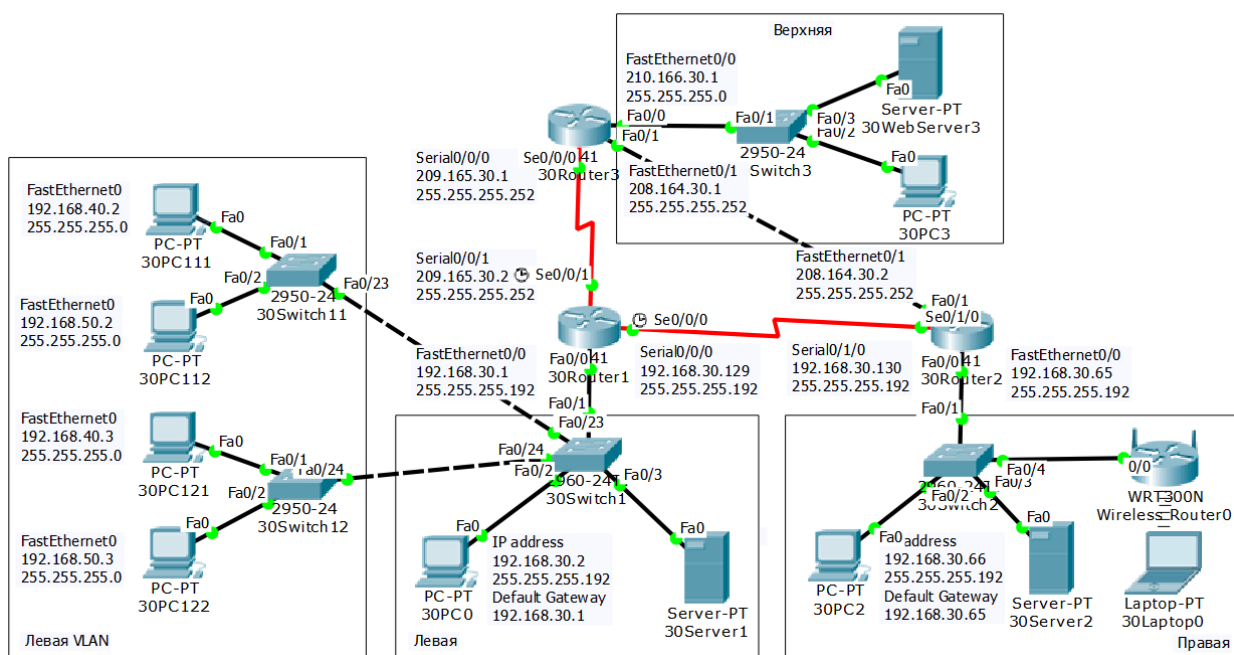 Верхняя
FastEthernet0/0
210.166.30.1
255.255.255.0
Fa0
Server-PT
30WebServer3
Fa0/0
Fa0/1
Fa0/1
Fa0/3
Fa0/2
2950-24
Switch3
Fa0
PC-PT
30PC3
Serial0/0/0
209.165.30.1
255.255.255.252
Se0/0/0
41
30Router3
FastEthernet0/1
208.164.30.1
255.255.255.252
FastEthernet0
192.168.40.2
255.255.255.0
Fa0
PC-PT
30PC111
Fa0/1
Fa0/2
Fa0/23
2950-24
30Switch11
FastEthernet0
192.168.50.2
255.255.255.0
Fa0
PC-PT
30PC112
Serial0/0/1
209.165.30.2
255.255.255.252
Se0/0/1
FastEthernet0/1
208.164.30.2
255.255.255.252
Fa0/1
Se0/1/0
Se0/0/0
FastEthernet0/0
192.168.30.1
255.255.255.192
Fa0/0
41
30Router1
Serial0/0/0
192.168.30.129
255.255.255.192
Serial0/1/0
192.168.30.130
255.255.255.192
Fa0/0
41
30Router2
FastEthernet0/0
192.168.30.65
255.255.255.192
FastEthernet0
192.168.40.3
255.255.255.0
Fa0
PC-PT
30PC121
Fa0/1
Fa0/24
Fa0/2
2950-24
30Switch12
FastEthernet0
192.168.50.3
255.255.255.0
Fa0
PC-PT
30PC122
Левая VLAN
Fa0/1
Fa0/23
Fa0/24
Fa0/2
Fa0/3
30Switch1
Fa0
PC-PT
30PC0
IP address
192.168.30.2
255.255.255.192
Default Gateway
192.168.30.1
Fa0
Server-PT
30Server1
Левая
Fa0/1
Fa0/4
Fa0/3
Fa0/2
30Switch2
0/0
WRT300N
Wireless Router0
Fa0
PC-PT
30PC2
address
192.168.30.66
255.255.255.192
Default Gateway
192.168.30.65
Fa0
Server-PT
30Server2
Laptop-PT
30Laptop0
Правая